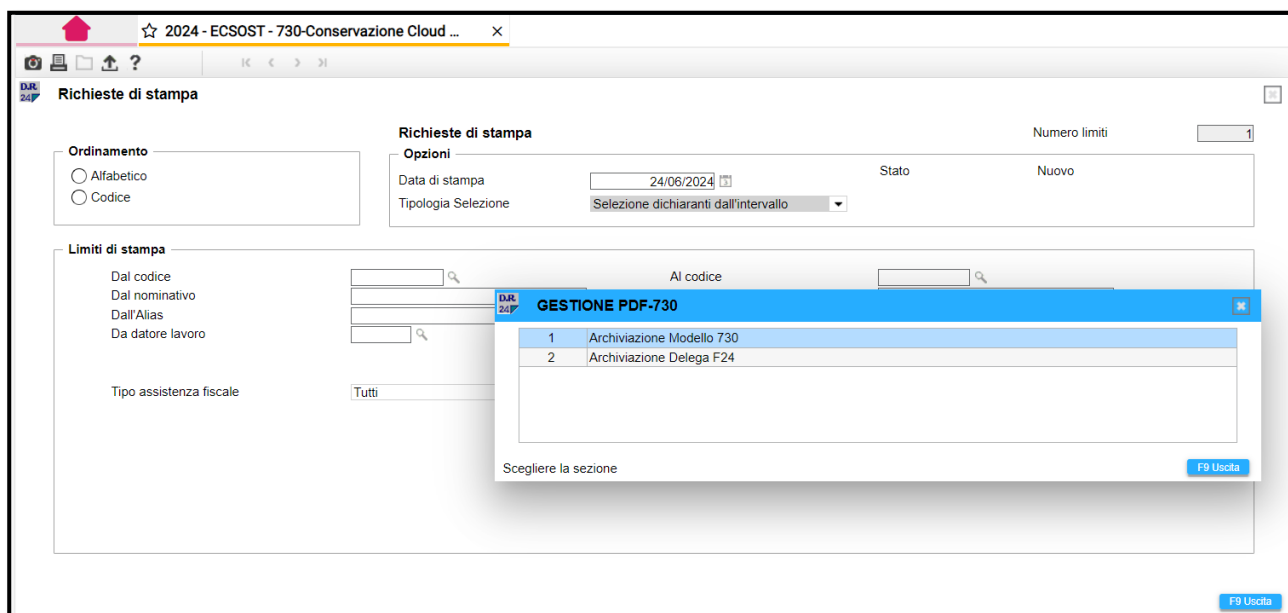 2024 - ECSOST - 730-Conservazione Cloud ...
?
D.R. 24
Richieste di stampa
Richieste di stampa
Numero limiti 1
Ordinamento
Alfabetico
Codice
Opzioni
Data di stampa 24/06/2024
Stato Nuovo
Tipologia Selezione Selezione dichiaranti dall'intervallo
Limiti di stampa
Dal codice
Al codice
Dal nominativo
Dall'Alias
Da datore lavoro
Tipo assistenza fiscale Tutti
D.R. 24
GESTIONE PDF-730
1 Archiviazione Modello 730
2 Archiviazione Delega F24
Scegliere la sezione
F9 Uscita
F9 Uscita